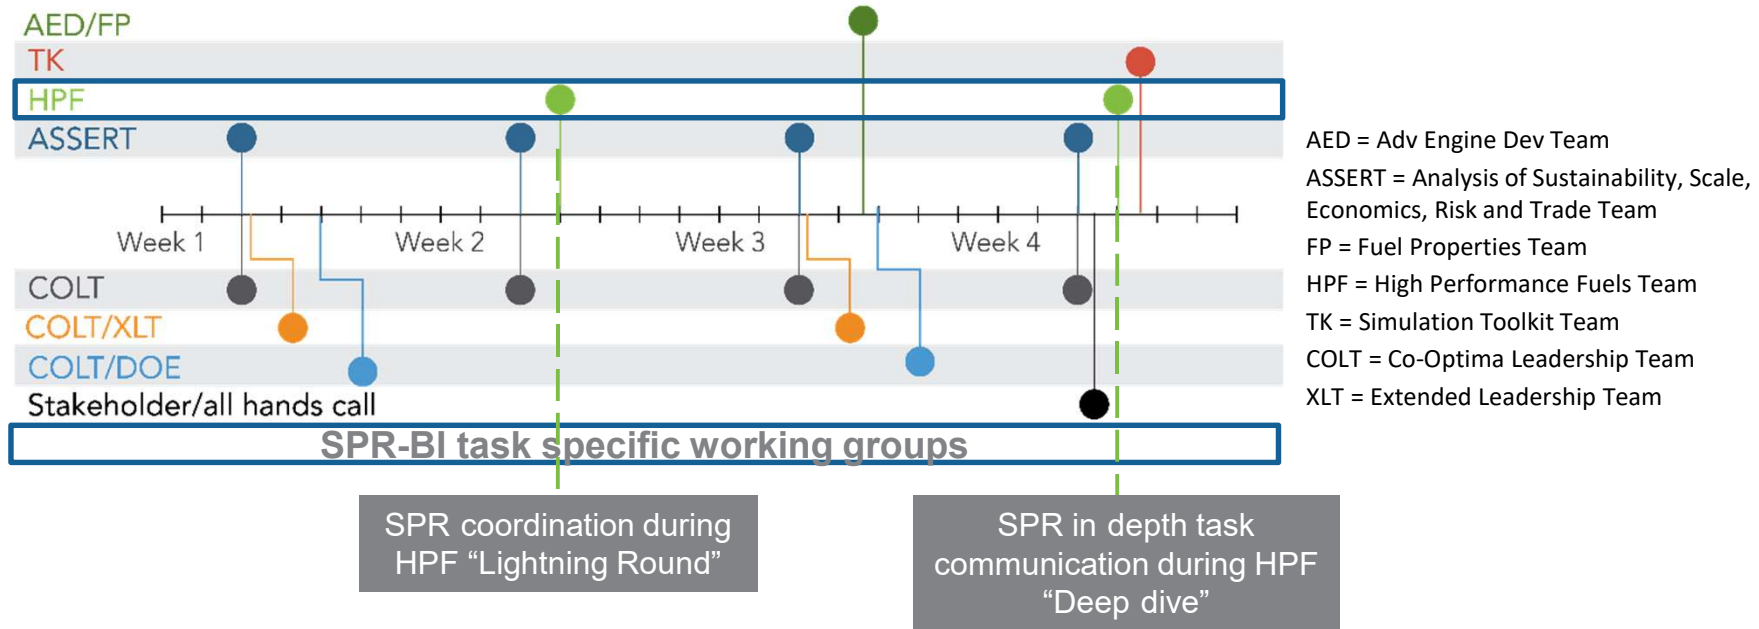 AED/FP
TK
HPF
ASSERT
Week 1
Week 2
Week 3
Week 4
COLT
COLT/XLT
COLT/DOE
Stakeholder/all hands call
SPR-BI task specific working groups
SPR coordination during
HPF “Lightning Round”
SPR in depth task
communication during HPF
“Deep dive”
AED = Adv Engine Dev Team
ASSERT = Analysis of Sustainability, Scale,
Economics, Risk and Trade Team
FP = Fuel Properties Team
HPF = High Performance Fuels Team
TK = Simulation Toolkit Team
COLT = Co-Optima Leadership Team
XLT = Extended Leadership Team